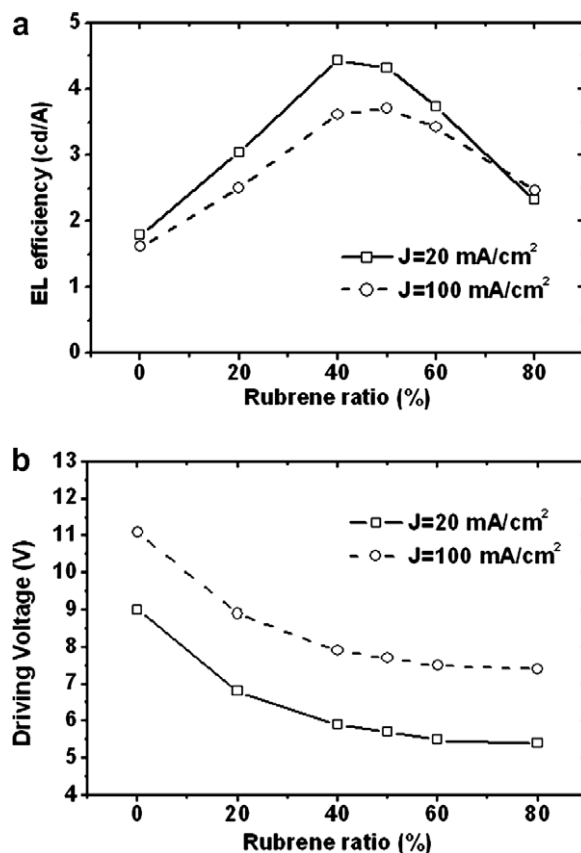 a
5
4
3
2
1
0
EL efficiency (cd/A)
J=20 mA/cm²
J=100 mA/cm²
0 20 40 60 80
Rubrene ratio (%)
b
13
12
11
10
9
8
7
6
5
4
Driving Voltage (V)
J=20 mA/cm²
J=100 mA/cm²
0 20 40 60 80
Rubrene ratio (%)